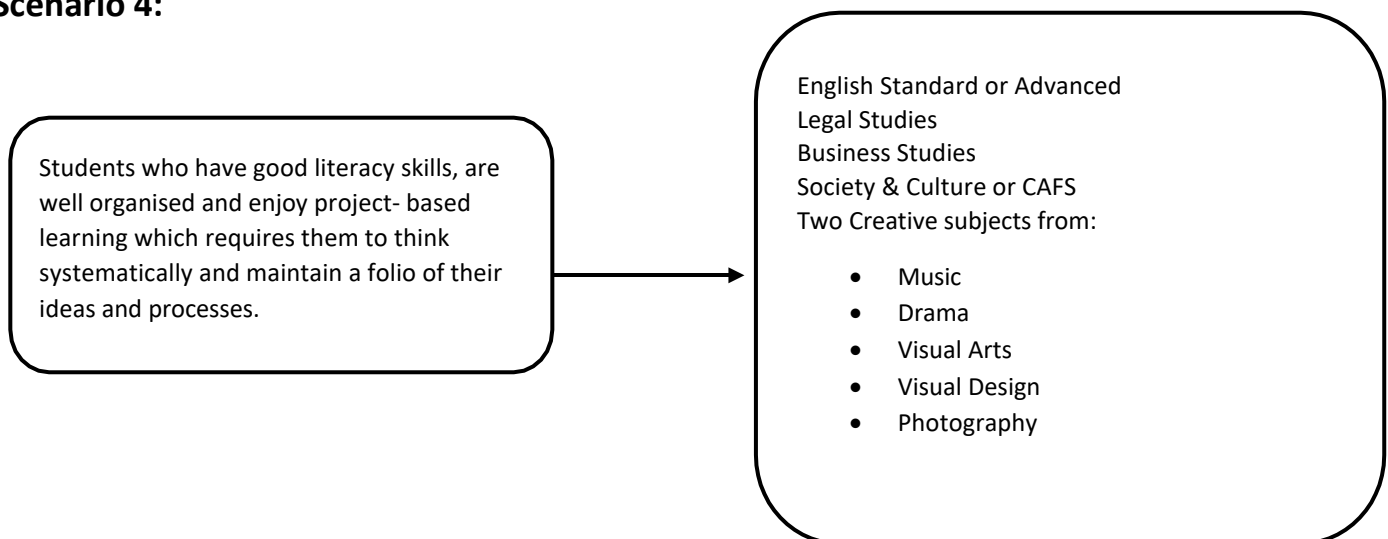 Scenario 4:
Students who have good literacy skills, are
well organised and enjoy project- based
learning which requires them to think
systematically and maintain a folio of their
ideas and processes.
English Standard or Advanced
Legal Studies
Business Studies
Society & Culture or CAFS
Two Creative subjects from:
• Music
• Drama
• Visual Arts
• Visual Design
• Photography